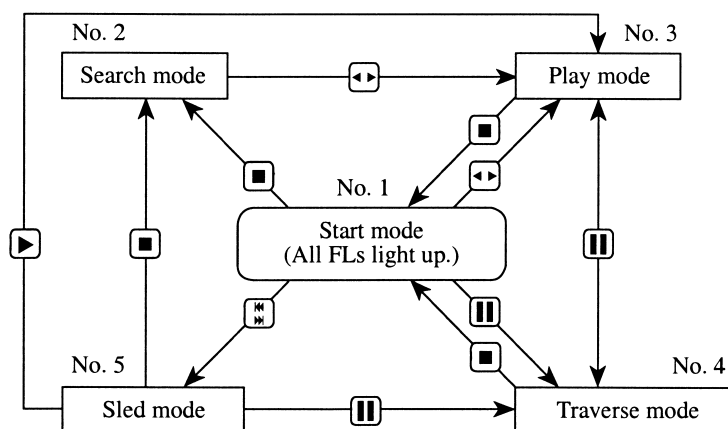 No. 2
No. 3
Search mode
Play mode
No. 1
Start mode
(All FLs light up.)
No. 5
No. 4
Sled mode
Traverse mode